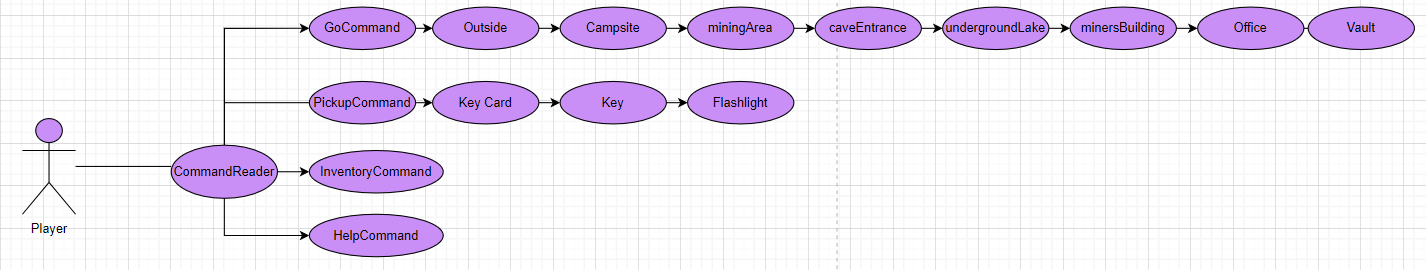 GoCommand
Outside
Campsite
miningArea
caveEntrance
undergroundLake
minersBuilding
Office
Vault
PickupCommand
Key Card
Key
Flashlight
CommandReader
InventoryCommand
Player
HelpCommand